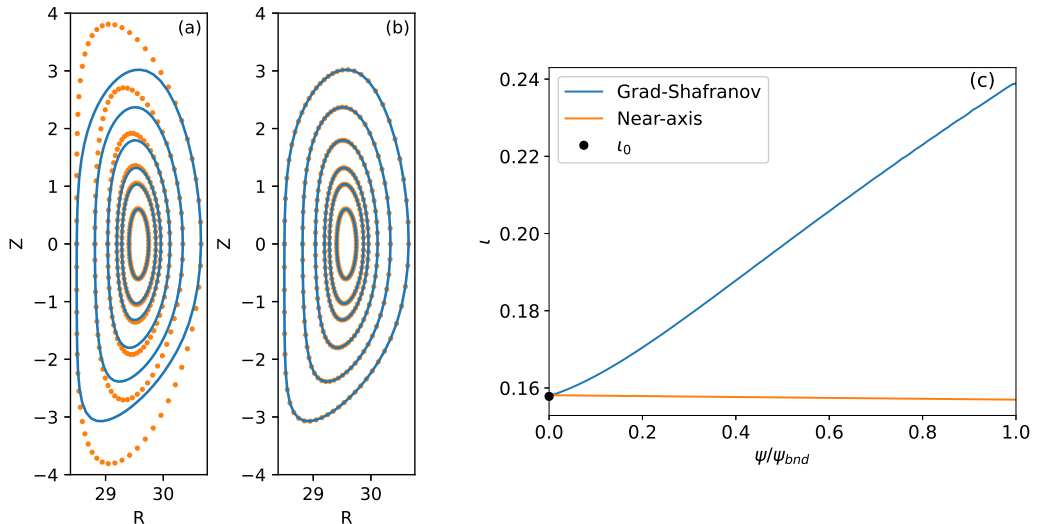 (a)
4
3
2
1
0
−1
−2
−3
−4
Z
29
30
R
(b)
4
3
2
1
0
−1
−2
−3
−4
Z
29
30
R
(c)
Grad-Shafranov
Near-axis
ι₀
0.24
0.22
0.20
0.18
0.16
ι
0.0
0.2
0.4
0.6
0.8
1.0
ψ/ψ_bnd